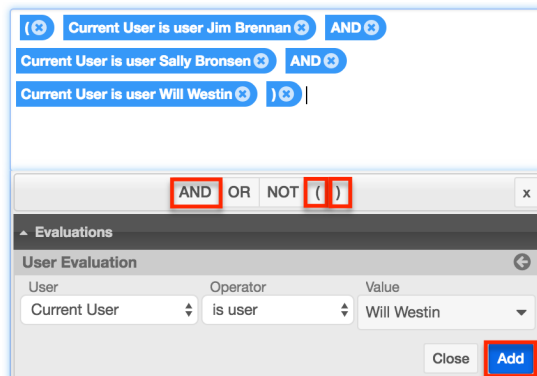 ( Current User is user Jim Brennan AND
Current User is user Sally Bronsen AND
Current User is user Will Westin )
AND OR NOT ( ) x
Evaluations
User Evaluation
User Operator Value
Current User is user Will Westin
Close Add